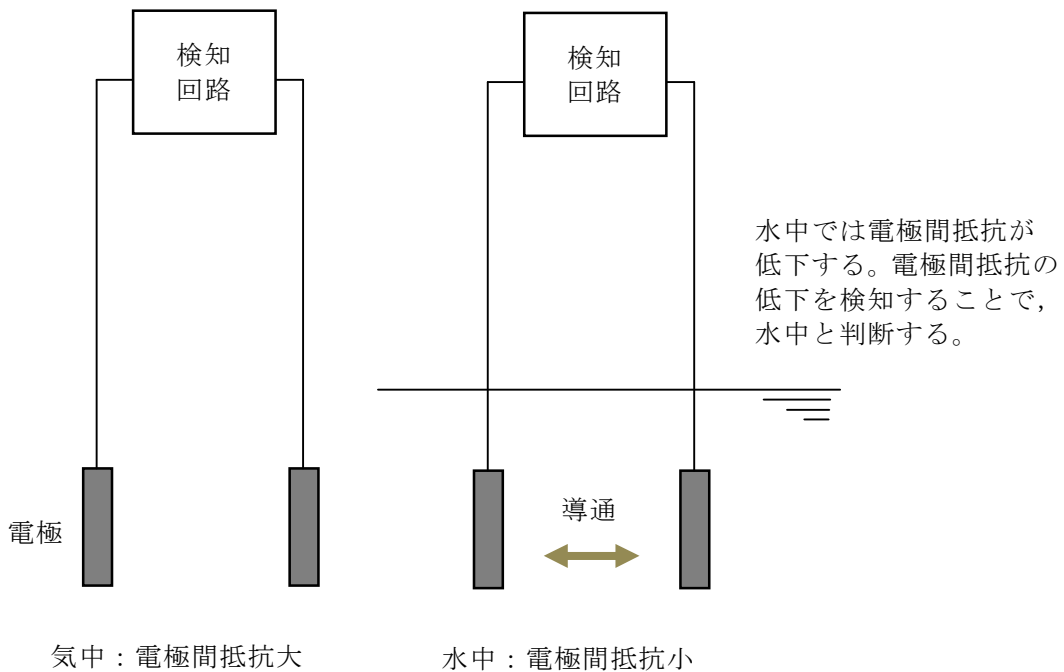 検知
回路
検知
回路
水中では電極間抵抗が
低下する。電極間抵抗の
低下を検知することで，
水中と判断する。
電極
導通
気中：電極間抵抗大
水中：電極間抵抗小